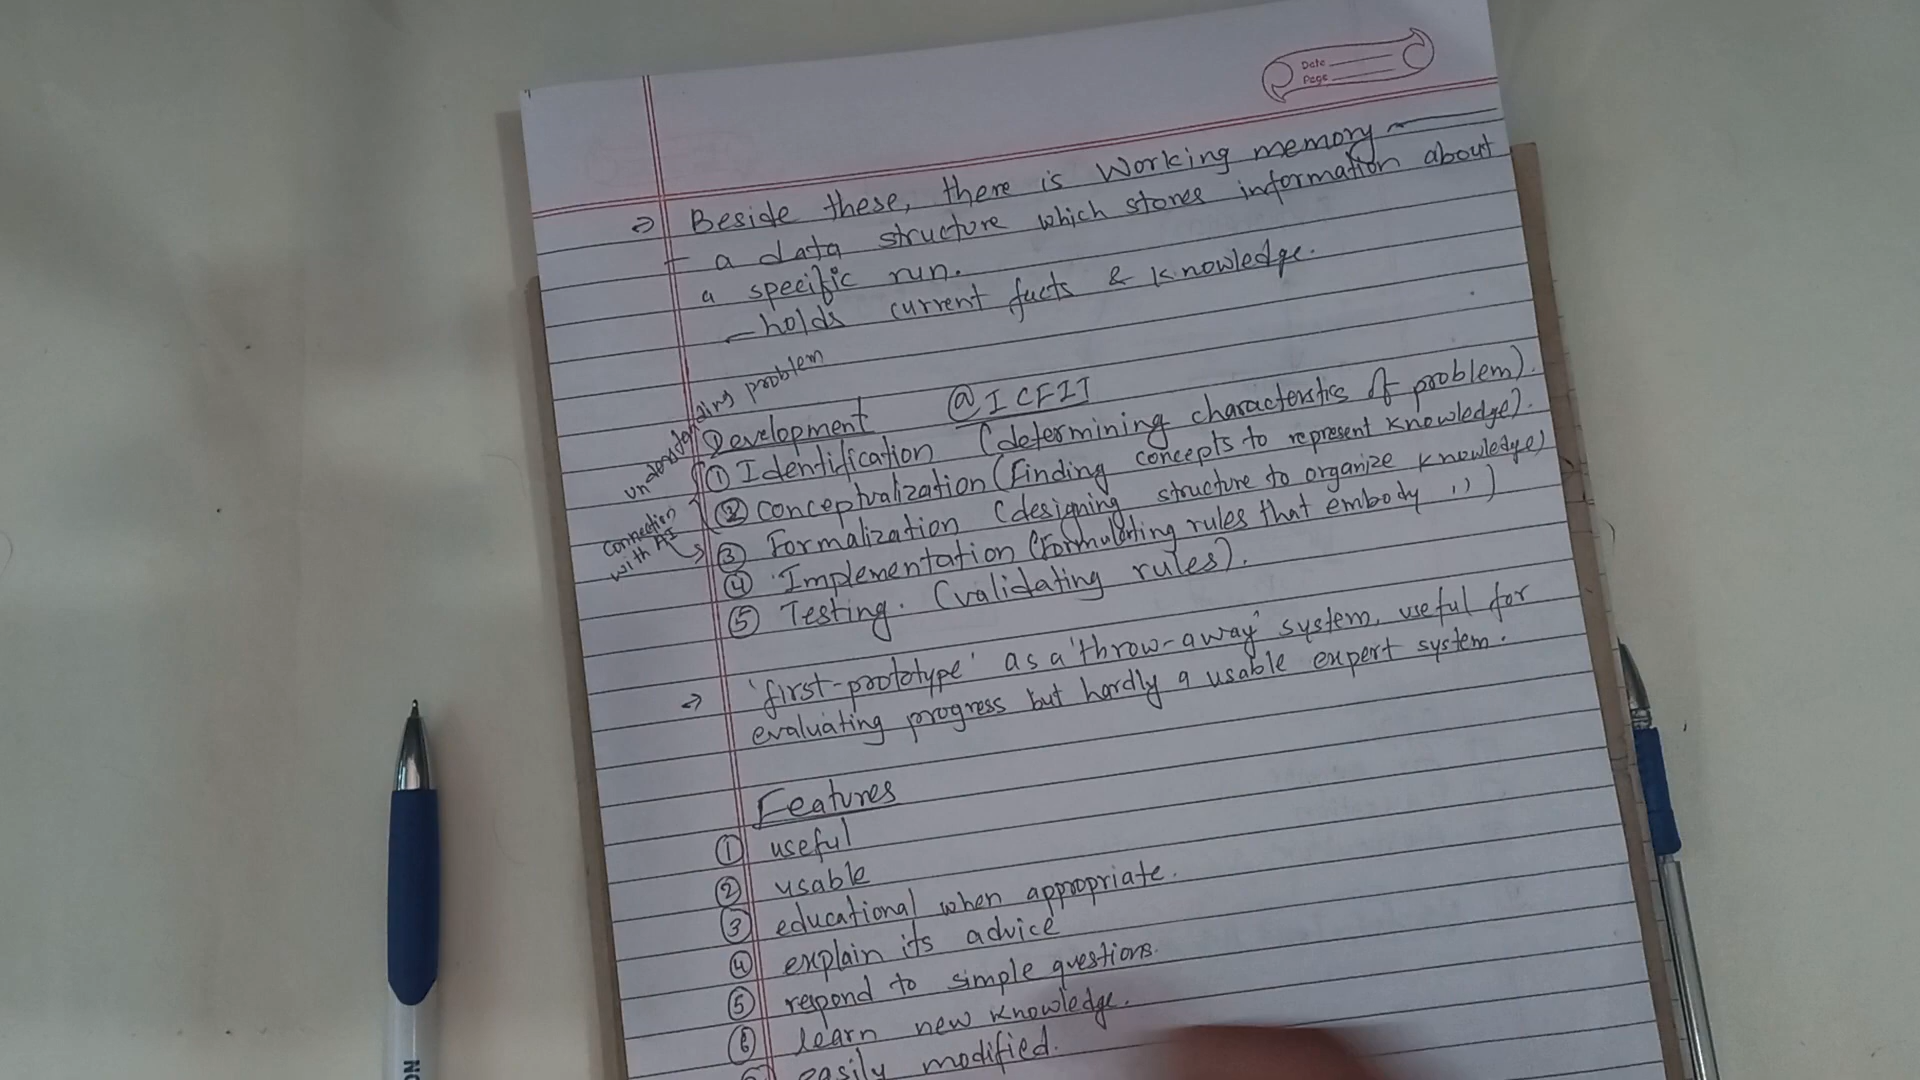 Date
Page
⇒ Beside these, there is Working memory —
- a data structure which stores information about
a specific run.
- holds current facts & knowledge.
understanding problem
Development @ICFIT
① Identification (determining characteristics of problem).
② Conceptualization (Finding concepts to represent knowledge).
connection with AI
③ Formalization (designing structure to organize knowledge)
④ Implementation (Formulating rules that embody ,,)
⑤ Testing. (validating rules).
→ 'first-prototype' as a 'throw-away' system, useful for
evaluating progress but hardly a usable expert system.
Features
① useful
② usable
③ educational when appropriate.
④ explain its advice
⑤ respond to simple questions.
⑥ learn new knowledge.
easily modified.
NO